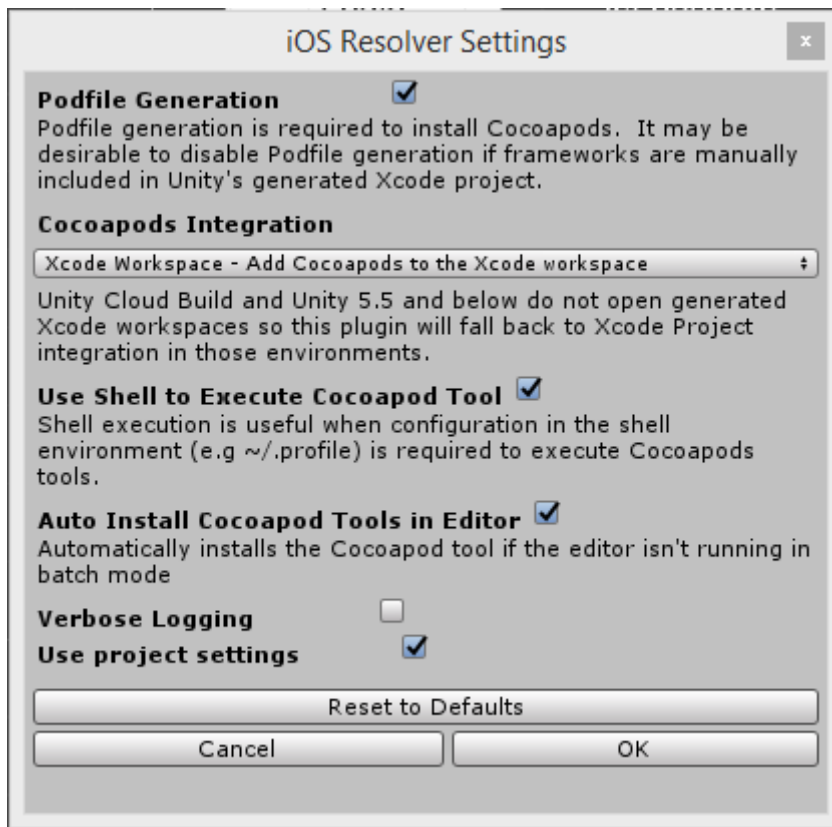 iOS Resolver Settings
x
Podfile Generation
Podfile generation is required to install Cocoapods. It may be
desirable to disable Podfile generation if frameworks are manually
included in Unity's generated Xcode project.
Cocoapods Integration
Xcode Workspace - Add Cocoapods to the Xcode workspace
Unity Cloud Build and Unity 5.5 and below do not open generated
Xcode workspaces so this plugin will fall back to Xcode Project
integration in those environments.
Use Shell to Execute Cocoapod Tool
Shell execution is useful when configuration in the shell
environment (e.g ~/.profile) is required to execute Cocoapods
tools.
Auto Install Cocoapod Tools in Editor
Automatically installs the Cocoapod tool if the editor isn't running in
batch mode
Verbose Logging
Use project settings
Reset to Defaults
Cancel OK